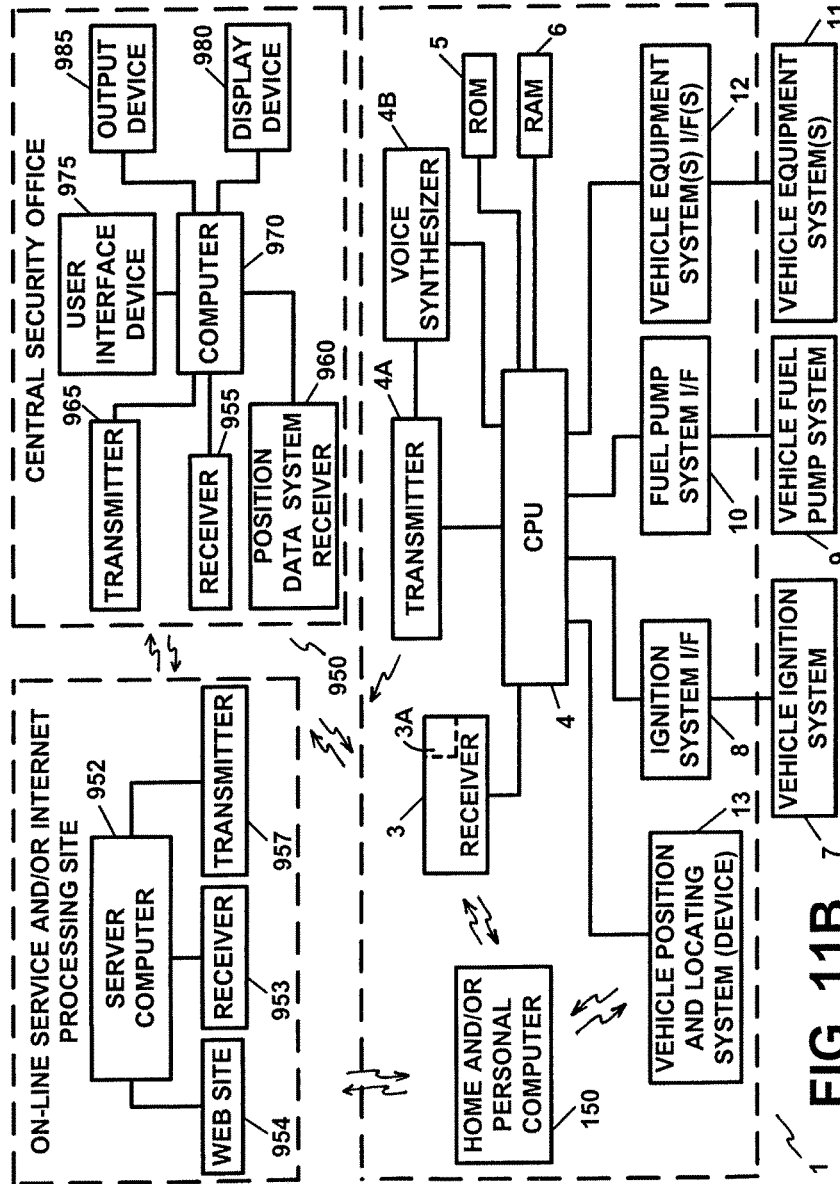 ON-LINE SERVICE AND/OR INTERNET
PROCESSING SITE
952
SERVER
COMPUTER
WEB SITE
954
RECEIVER
953
TRANSMITTER
957
CENTRAL SECURITY OFFICE
965
TRANSMITTER
RECEIVER
955
POSITION
DATA SYSTEM
RECEIVER
960
USER
INTERFACE
DEVICE
975
COMPUTER
970
OUTPUT
DEVICE
985
DISPLAY
DEVICE
980
950
HOME AND/OR
PERSONAL
COMPUTER
150
3
3A
RECEIVER
TRANSMITTER
4A
VOICE
SYNTHESIZER
4B
ROM
5
RAM
6
CPU
4
VEHICLE POSITION
AND LOCATING
SYSTEM (DEVICE)
13
IGNITION
SYSTEM I/F
8
FUEL PUMP
SYSTEM I/F
10
VEHICLE EQUIPMENT
SYSTEM(S) I/F(S)
12
VEHICLE IGNITION
SYSTEM
7
VEHICLE FUEL
PUMP SYSTEM
9
VEHICLE EQUIPMENT
SYSTEM(S)
11
1
FIG 11B